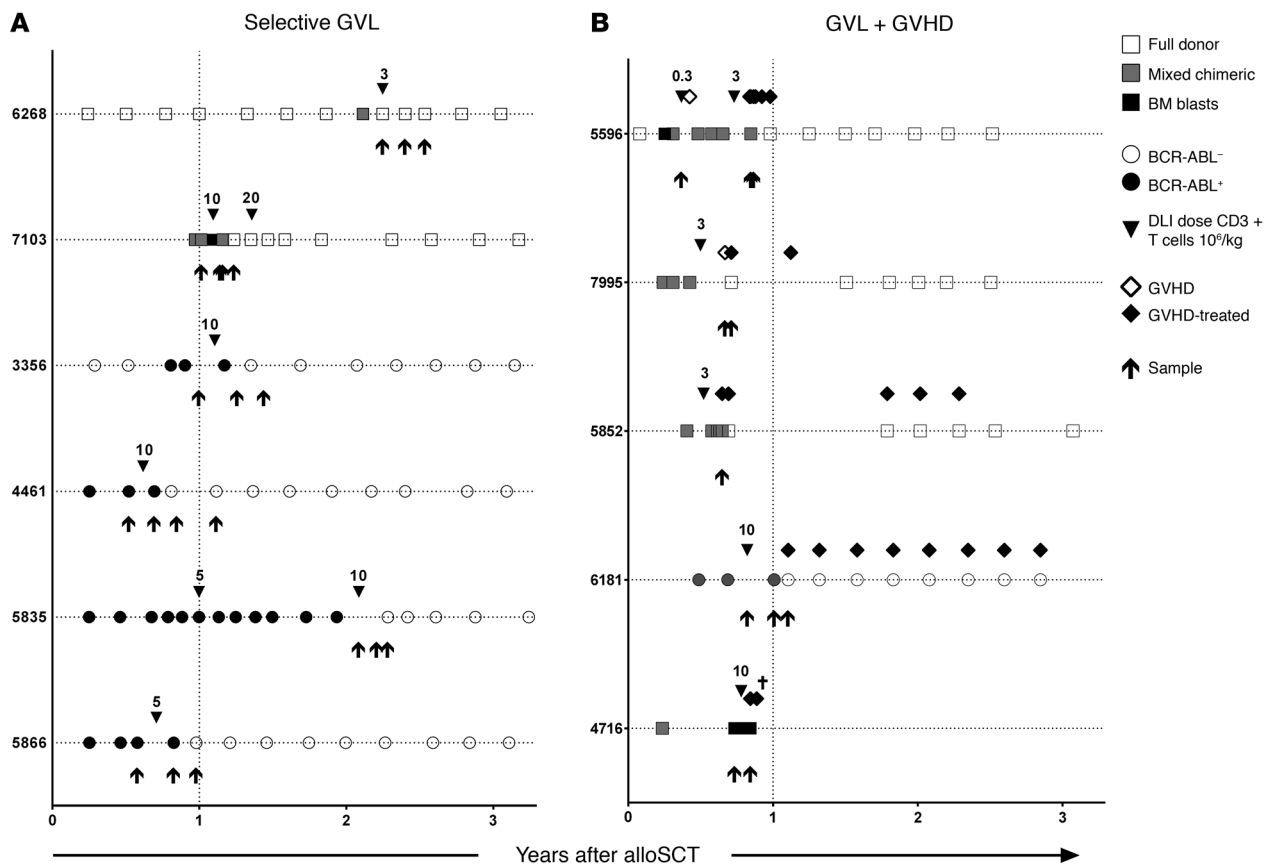 A
Selective GVL
3
6268
10 20
7103
10
3356
10
4461
5 10
5835
5
5866
0 1 2 3
B
GVL + GVHD
0.3 3
5596
3
7995
3
5852
10
6181
10 †
4716
0 1 2 3
Full donor
Mixed chimeric
BM blasts
BCR-ABL⁻
BCR-ABL⁺
DLI dose CD3 +
T cells 10⁶/kg
GVHD
GVHD-treated
Sample
Years after alloSCT